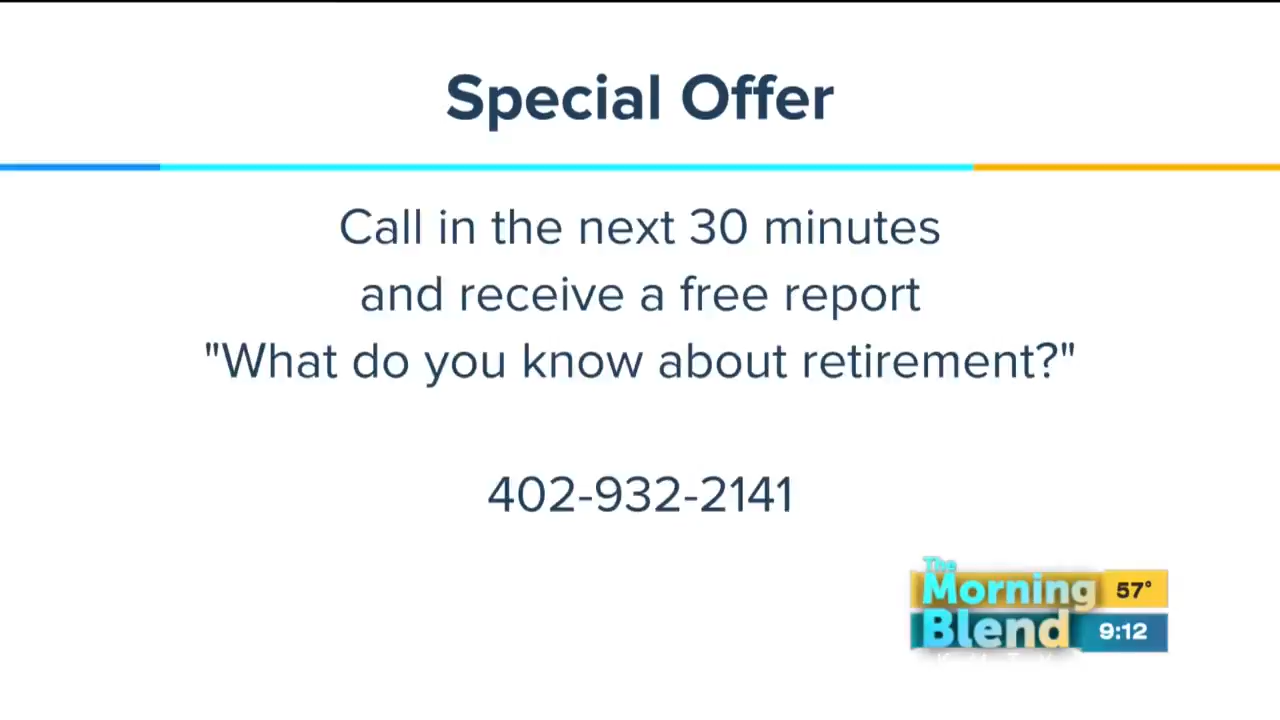 Special Offer
Call in the next 30 minutes
and receive a free report
"What do you know about retirement?"
402-932-2141
The
Morning
57°
Blend
9:12